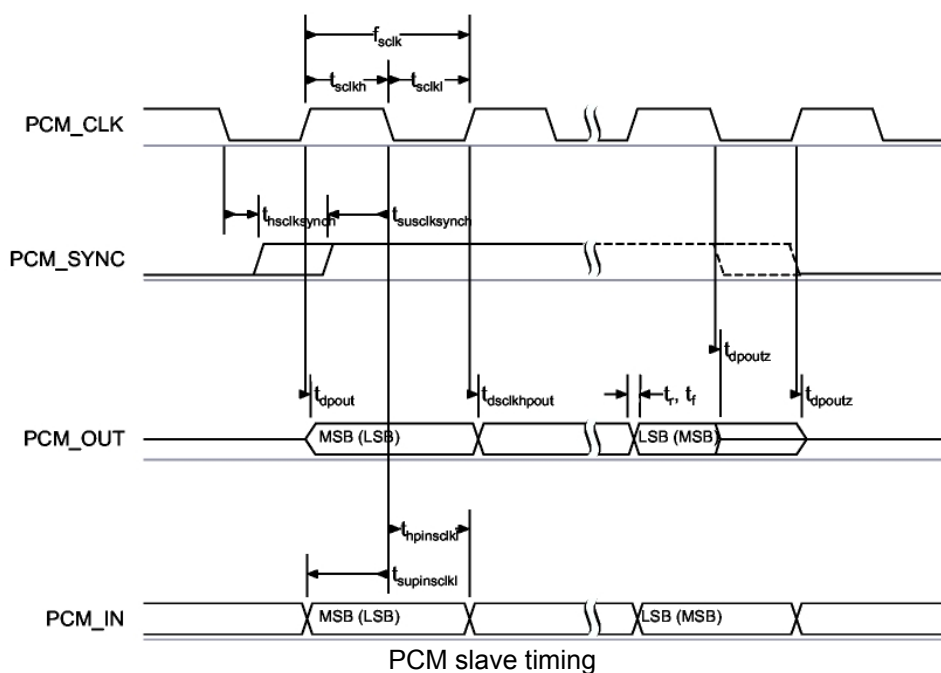 fsclk
tsclkh tsclkl
PCM_CLK
thsclksynch tsusclksynch
PCM_SYNC
tdpoutz
tdpout tdsclkhpout tr, tf tdpoutz
PCM_OUT MSB (LSB) LSB (MSB)
thpinsclkl
tsupinsclkl
PCM_IN MSB (LSB) LSB (MSB)
PCM slave timing